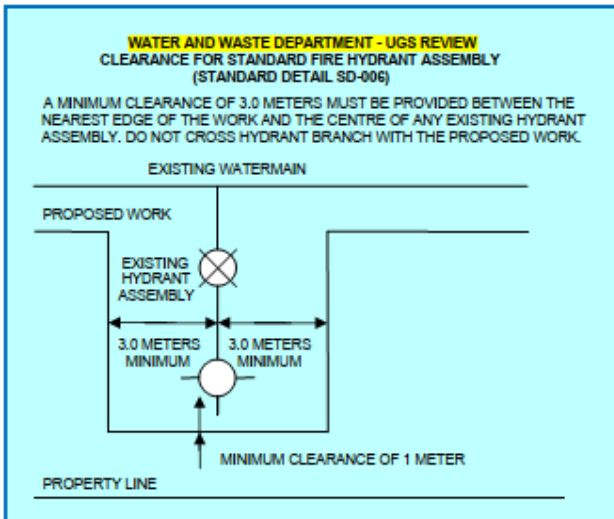 WATER AND WASTE DEPARTMENT - UGS REVIEW
CLEARANCE FOR STANDARD FIRE HYDRANT ASSEMBLY
(STANDARD DETAIL SD-006)
A MINIMUM CLEARANCE OF 3.0 METERS MUST BE PROVIDED BETWEEN THE
NEAREST EDGE OF THE WORK AND THE CENTRE OF ANY EXISTING HYDRANT
ASSEMBLY. DO NOT CROSS HYDRANT BRANCH WITH THE PROPOSED WORK.
EXISTING WATERMAIN
PROPOSED WORK
EXISTING
HYDRANT
ASSEMBLY
3.0 METERS
MINIMUM
3.0 METERS
MINIMUM
MINIMUM CLEARANCE OF 1 METER
PROPERTY LINE